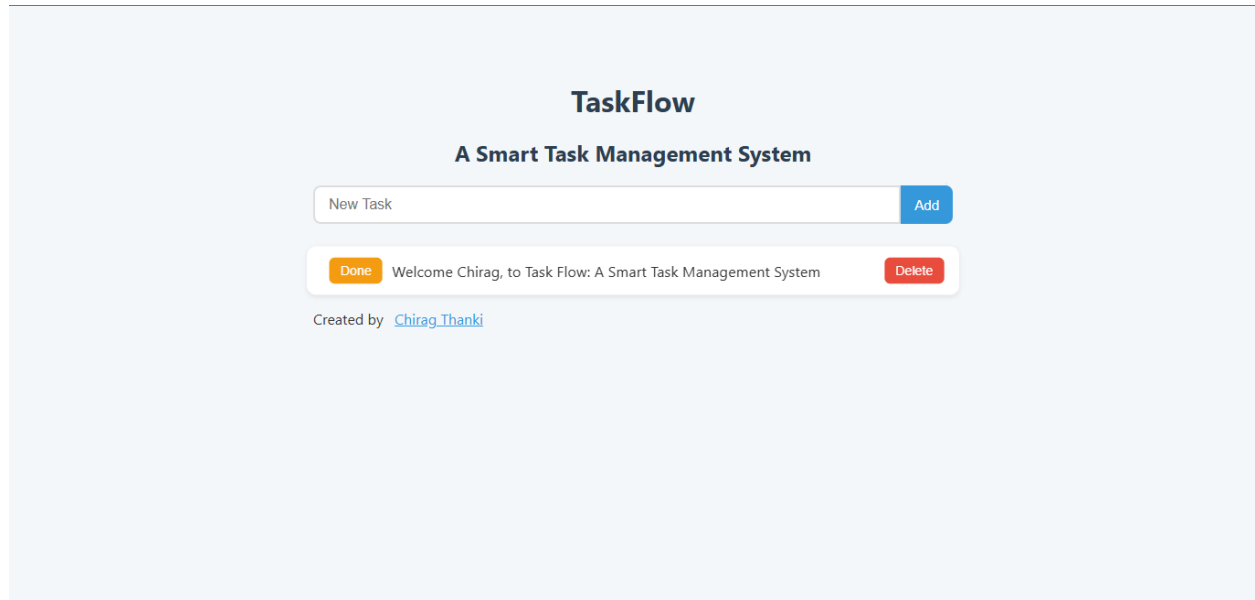 TaskFlow
A Smart Task Management System
New Task Add
Done Welcome Chirag, to Task Flow: A Smart Task Management System Delete
Created by Chirag Thanki